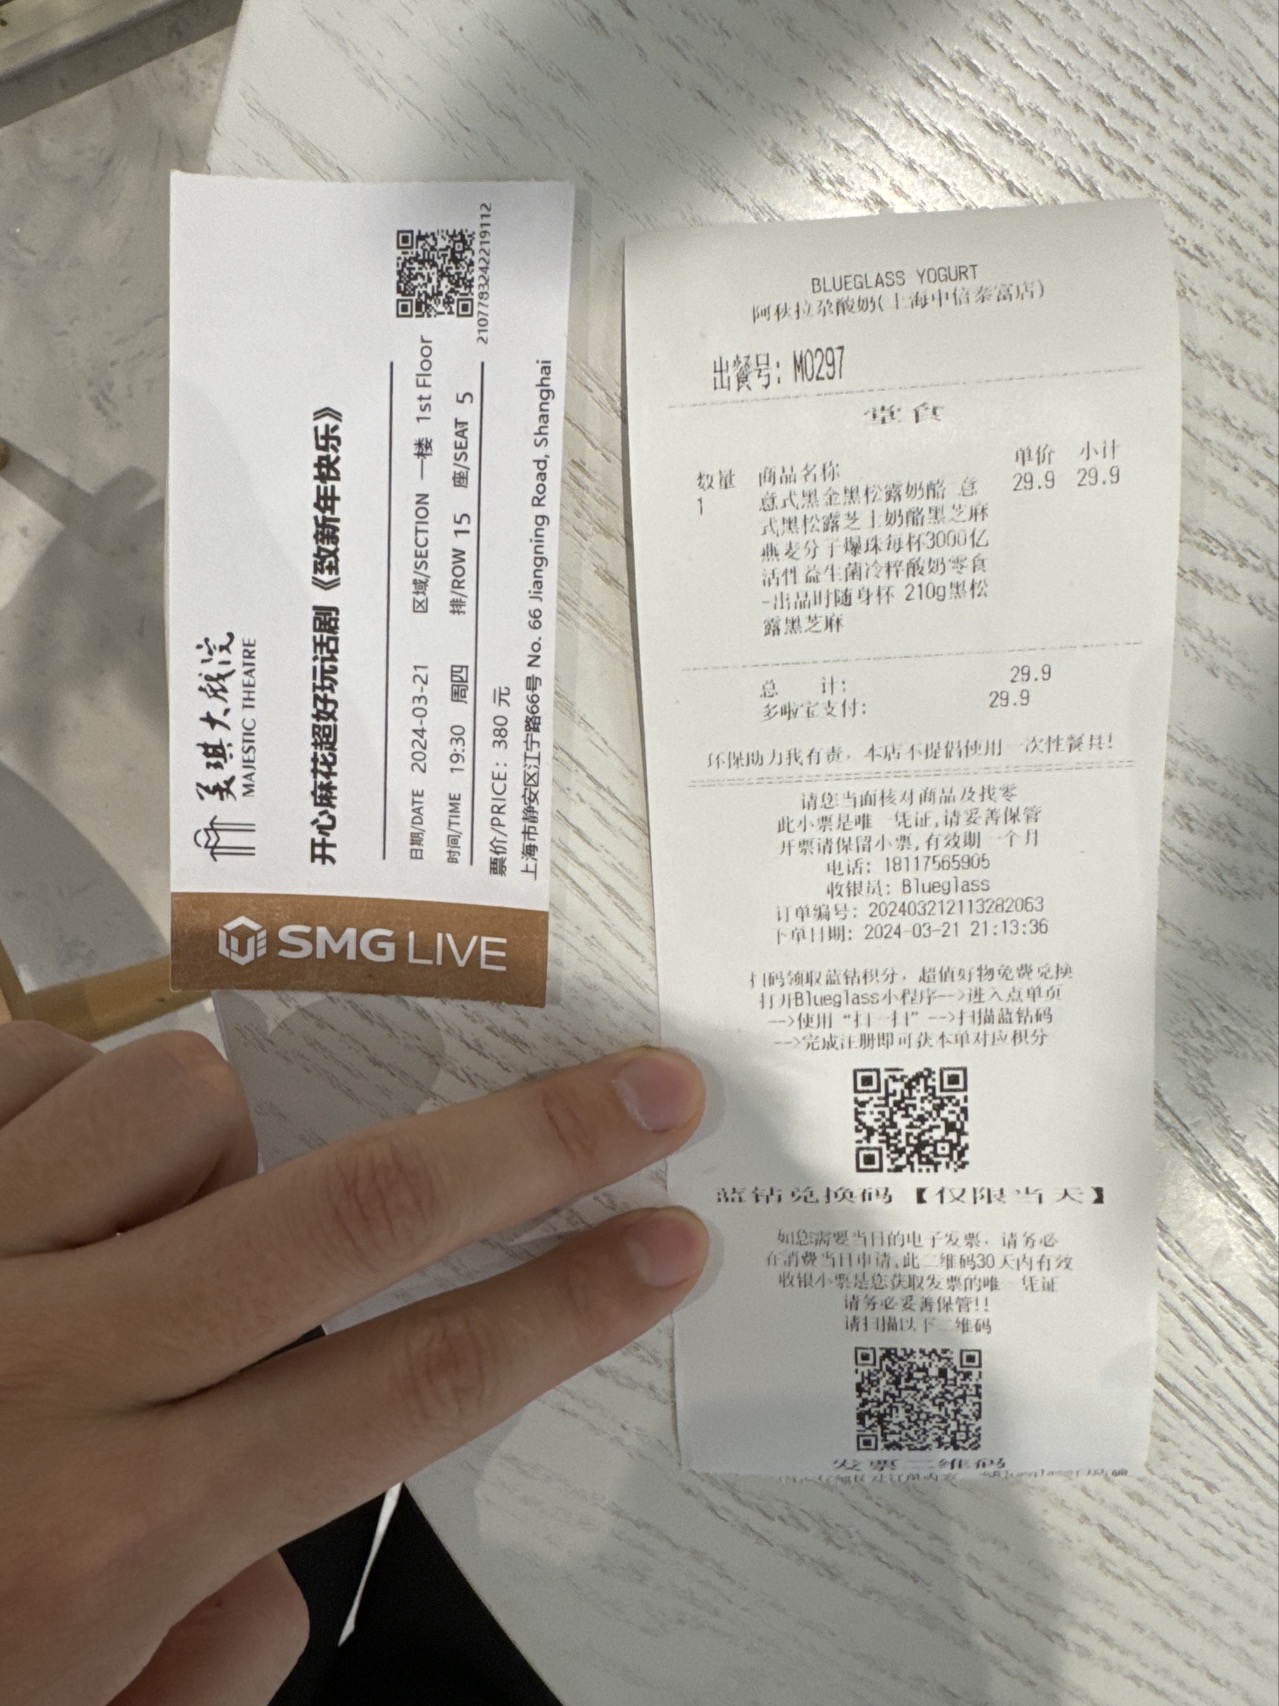 美琪大戏院
MAJESTIC THEATRE
开心麻花超好玩话剧《致新年快乐》
日期/DATE 2024-03-21 区域/SECTION 一楼 1st Floor
时间/TIME 19:30 周四 排/ROW 15 座/SEAT 5
票价/PRICE: 380 元
上海市静安区江宁路66号 No. 66 Jiangning Road, Shanghai
2107783242219112
SMG LIVE
BLUEGLASS YOGURT
阿秋拉尕酸奶(上海中信泰富店)
出餐号: M0297
堂食
数量 商品名称 单价 小计
1 意式黑金黑松露奶酪 意 29.9 29.9
式黑松露芝士奶酪黑芝麻
燕麦分子爆珠每杯3000亿
活性益生菌冷粹酸奶零食
-出品时随身杯 210g黑松
露黑芝麻
总 计: 29.9
多啦宝支付: 29.9
环保助力我有责，本店不提倡使用一次性餐具!
请您当面核对商品及找零
此小票是唯一凭证,请妥善保管
开票请保留小票,有效期一个月
电话: 18117565905
收银员: Blueglass
订单编号: 202403212113282063
下单日期: 2024-03-21 21:13:36
扫码领取蓝钻积分，超值好物免费兑换
打开Blueglass小程序-->进入点单页
-->使用“扫一扫”-->扫描蓝钻码
-->完成注册即可获本单对应积分
蓝钻兑换码【仅限当天】
如您需要当日的电子发票，请务必
在消费当日申请,此二维码30天内有效
收银小票是您获取发票的唯一凭证
请务必妥善保管!!
请扫描以下二维码
发票二维码